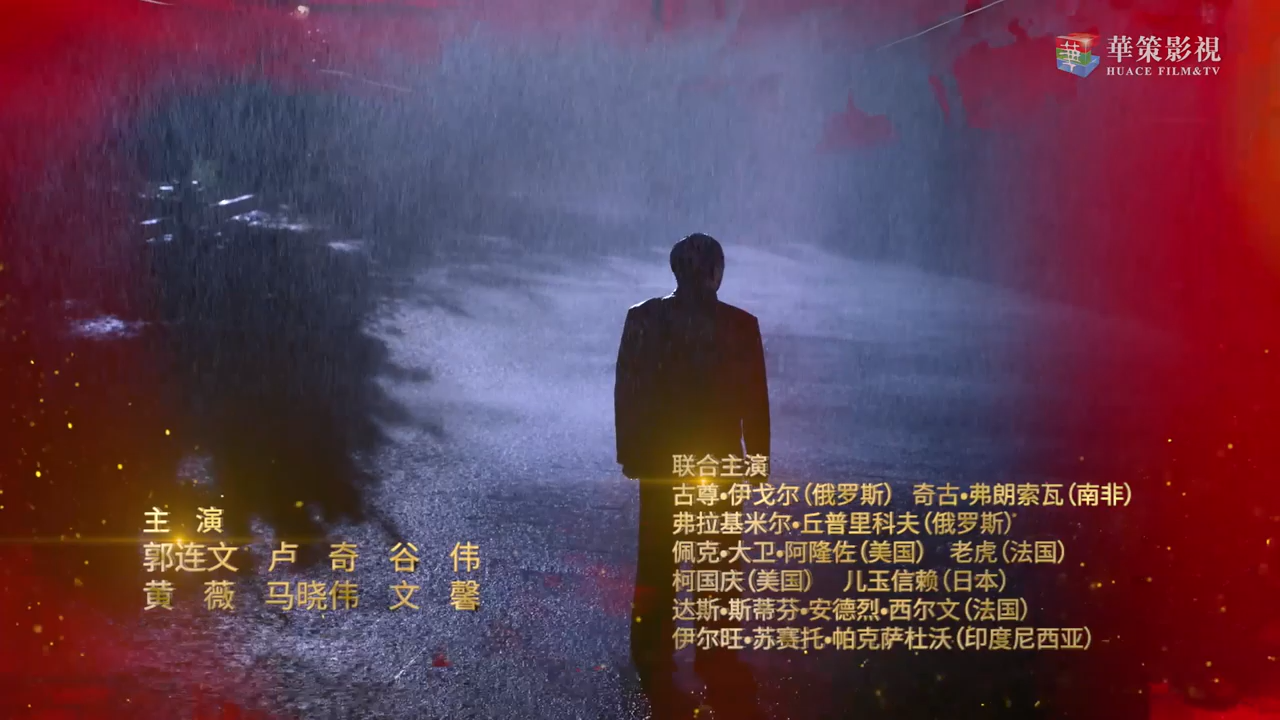 華策影視
HUACE FILM&TV
主 演
郭连文 卢 奇 谷 伟
黄 薇 马晓伟 文 馨
联合主演
古尊·伊戈尔(俄罗斯) 奇古·弗朗索瓦(南非)
弗拉基米尔·丘普里科夫(俄罗斯)
佩克·大卫·阿隆佐(美国) 老虎(法国)
柯国庆(美国) 儿玉信赖(日本)
达斯·斯蒂芬·安德烈·西尔文(法国)
伊尔旺·苏赛托·帕克萨杜沃(印度尼西亚)